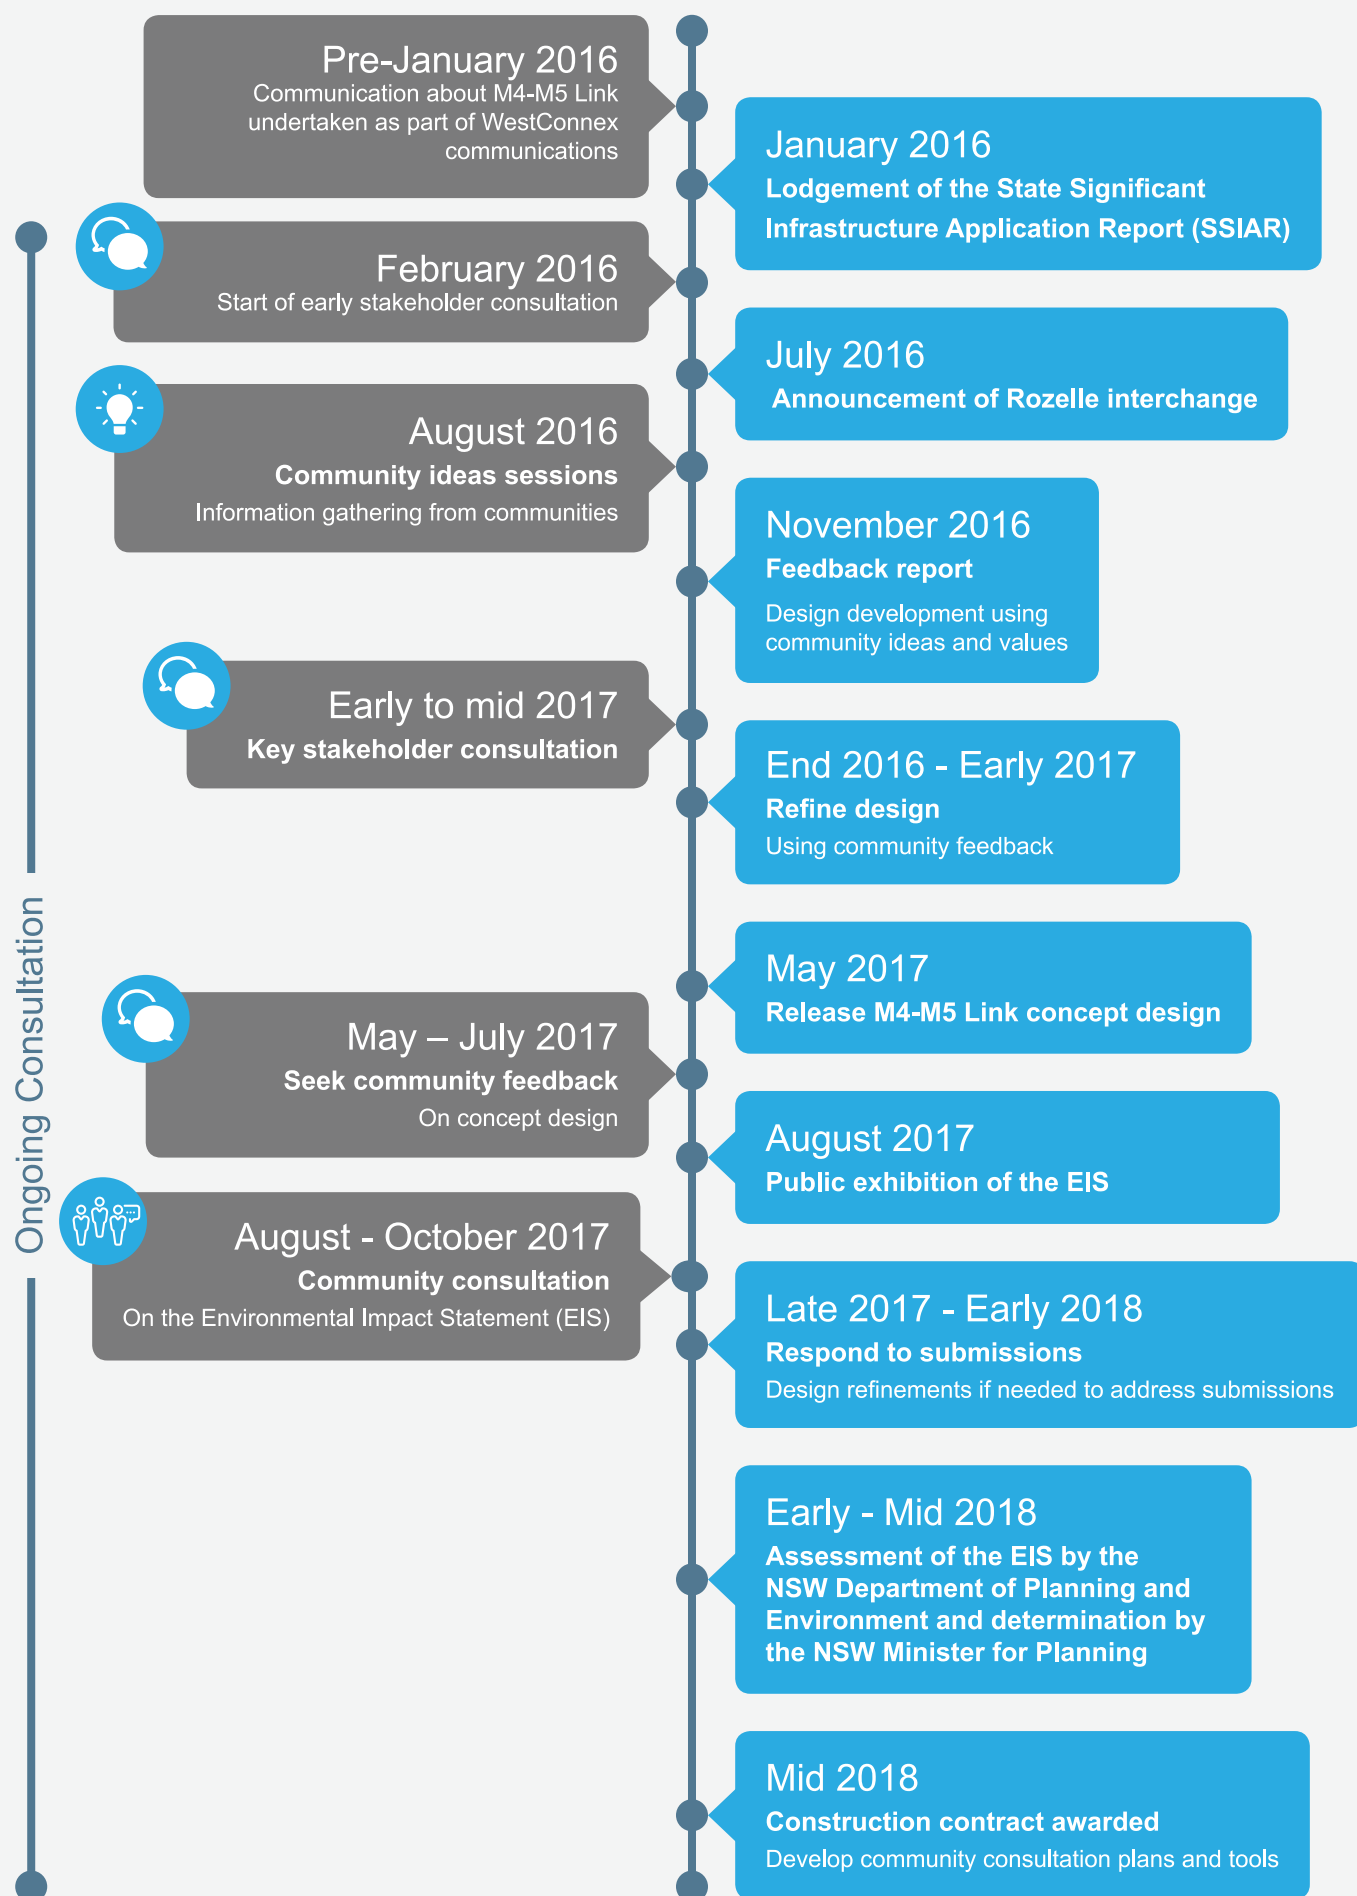 Pre-January 2016
Communication about M4-M5 Link
undertaken as part of WestConnex
communications
January 2016
Lodgement of the State Significant
Infrastructure Application Report (SSIAR)
February 2016
Start of early stakeholder consultation
July 2016
Announcement of Rozelle interchange
August 2016
Community ideas sessions
Information gathering from communities
November 2016
Feedback report
Design development using
community ideas and values
Early to mid 2017
Key stakeholder consultation
End 2016 - Early 2017
Refine design
Using community feedback
May 2017
Release M4-M5 Link concept design
May – July 2017
Seek community feedback
On concept design
August 2017
Public exhibition of the EIS
August - October 2017
Community consultation
On the Environmental Impact Statement (EIS)
Late 2017 - Early 2018
Respond to submissions
Design refinements if needed to address submissions
Early - Mid 2018
Assessment of the EIS by the
NSW Department of Planning and
Environment and determination by
the NSW Minister for Planning
Mid 2018
Construction contract awarded
Develop community consultation plans and tools
Ongoing Consultation